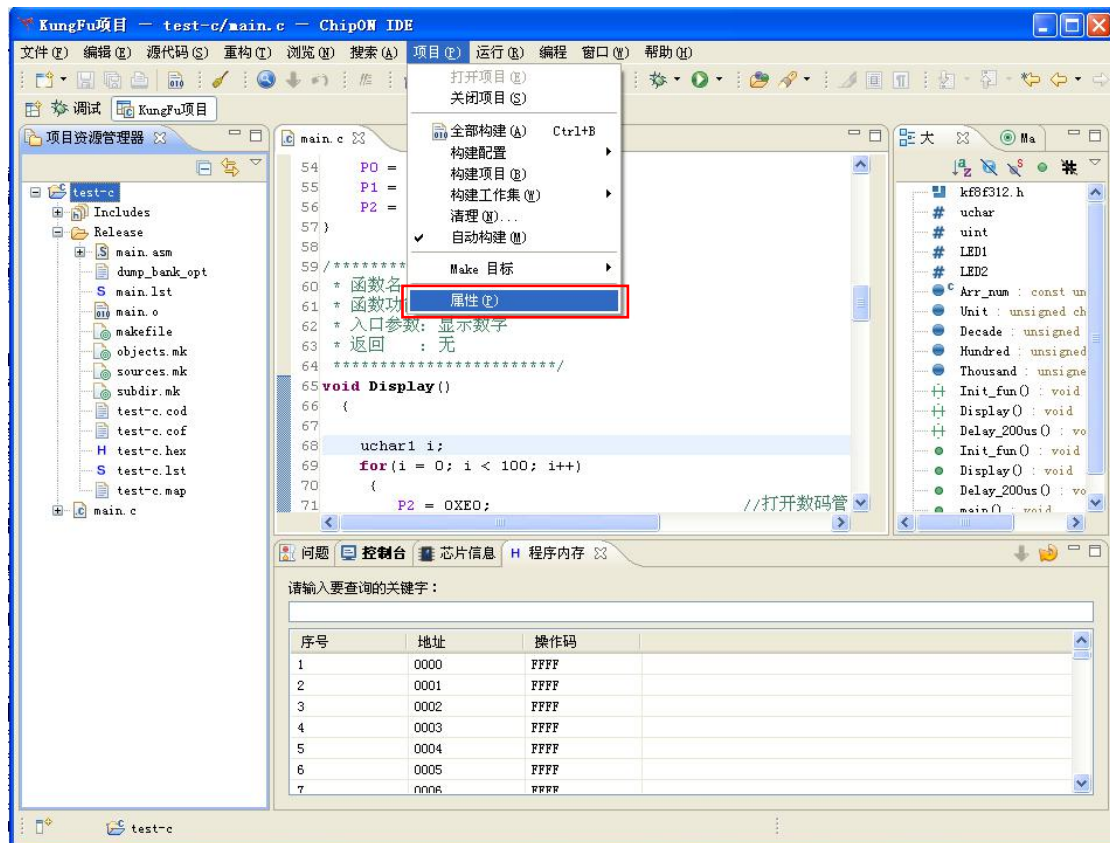 KungFu项目 — test-c/main.c — ChipON IDE
文件(F) 编辑(E) 源代码(S) 重构(T) 浏览(N) 搜索(A) 项目(P) 运行(R) 编程 窗口(W) 帮助(H)
调试 KungFu项目
项目资源管理器
test-c
Includes
Release
main.asm
dump_bank_opt
main.lst
main.o
makefile
objects.mk
sources.mk
subdir.mk
test-c.cod
test-c.cof
test-c.hex
test-c.lst
test-c.map
main.c
打开项目(E)
关闭项目(S)
全部构建(A) Ctrl+B
构建配置
构建项目(B)
构建工作集(W)
清理(N)...
自动构建(M)
Make 目标
属性(P)
main.c
54 P0 =
55 P1 =
56 P2 =
57 }
58
59 /********
60 * 函数名
61 * 函数功
62 * 入口参数: 显示数字
63 * 返回 : 无
64 ************************/
65 void Display()
66 {
67
68 uchar1 i;
69 for(i = 0; i < 100; i++)
70 {
71 P2 = 0XE0; //打开数码管
大 Ma
kf8f312.h
uchar
uint
LED1
LED2
Arr_num : const un
Unit : unsigned ch
Decade : unsigned
Hundred : unsigned
Thousand : unsigne
Init_fun() : void
Display() : void
Delay_200us() : vo
Init_fun() : void
Display() : void
Delay_200us() : vo
main() : void
问题 控制台 芯片信息 程序内存
请输入要查询的关键字：
序号 地址 操作码
1 0000 FFFF
2 0001 FFFF
3 0002 FFFF
4 0003 FFFF
5 0004 FFFF
6 0005 FFFF
7 0006 FFFF
test-c